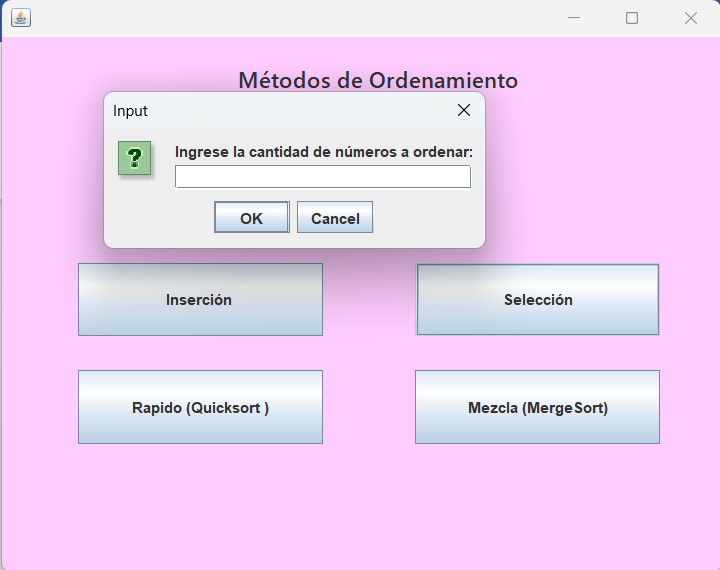 Métodos de Ordenamiento
Input
?
Ingrese la cantidad de números a ordenar:
OK Cancel
Inserción Selección
Rapido (Quicksort ) Mezcla (MergeSort)